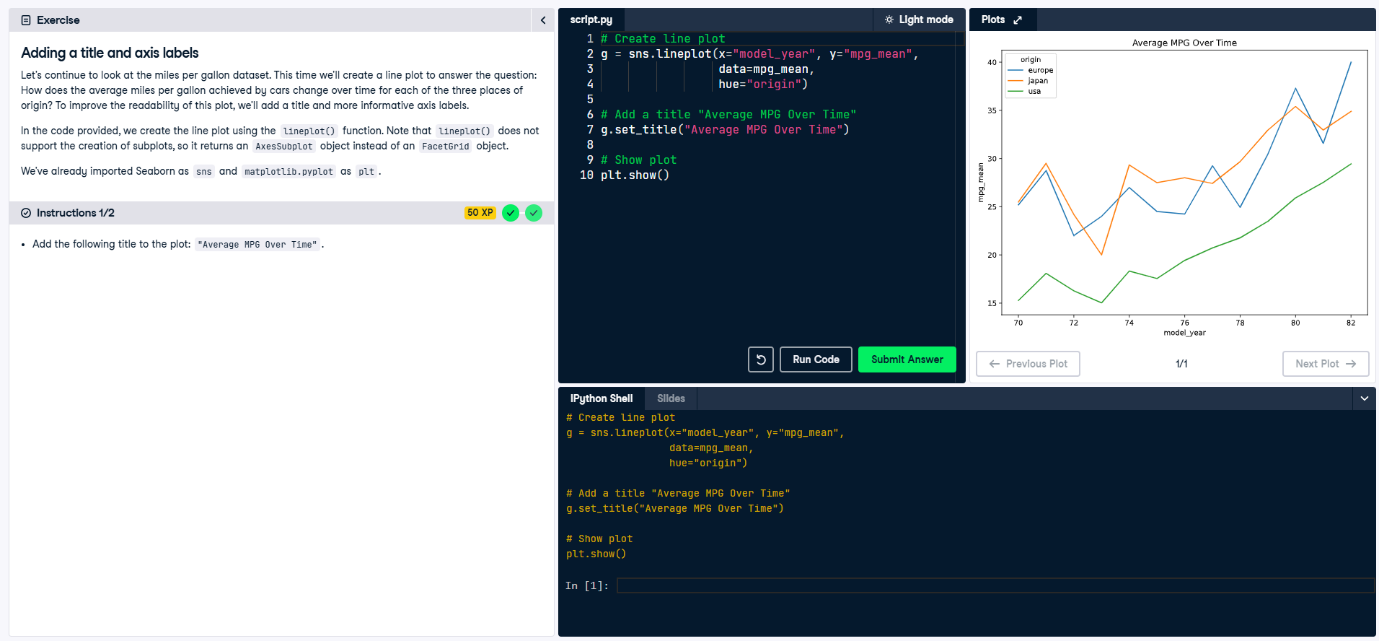 Exercise
Adding a title and axis labels
Let's continue to look at the miles per gallon dataset. This time we'll create a line plot to answer the question:
How does the average miles per gallon achieved by cars change over time for each of the three places of
origin? To improve the readability of this plot, we'll add a title and more informative axis labels.
In the code provided, we create the line plot using the lineplot() function. Note that lineplot() does not
support the creation of subplots, so it returns an AxesSubplot object instead of an FacetGrid object.
We've already imported Seaborn as sns and matplotlib.pyplot as plt.
Instructions 1/2
50 XP
• Add the following title to the plot: "Average MPG Over Time".
script.py
Light mode
1 # Create line plot
2 g = sns.lineplot(x="model_year", y="mpg_mean",
3 data=mpg_mean,
4 hue="origin")
5
6 # Add a title "Average MPG Over Time"
7 g.set_title("Average MPG Over Time")
8
9 # Show plot
10 plt.show()
Run Code
Submit Answer
Plots
Average MPG Over Time
origin
europe
japan
usa
40
35
30
25
20
15
mpg_mean
70 72 74 76 78 80 82
model_year
← Previous Plot
1/1
Next Plot →
IPython Shell
Slides
# Create line plot
g = sns.lineplot(x="model_year", y="mpg_mean",
data=mpg_mean,
hue="origin")
# Add a title "Average MPG Over Time"
g.set_title("Average MPG Over Time")
# Show plot
plt.show()
In [1]: